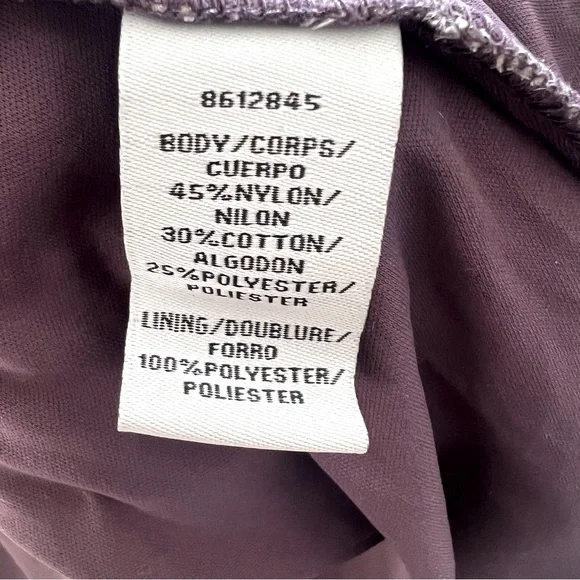 8612845
BODY/CORPS/
CUERPO
45%NYLON/
NILON
30%COTTON/
ALGODON
25%POLYESTER/
POLIESTER
LINING/DOUBLURE/
FORRO
100%POLYESTER/
POLIESTER